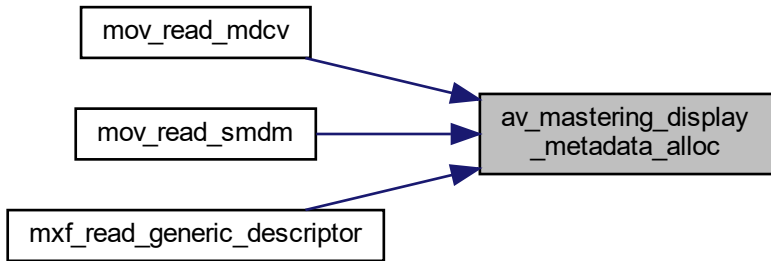 mov_read_mdcv
av_mastering_display
_metadata_alloc
mov_read_smdm
mxf_read_generic_descriptor